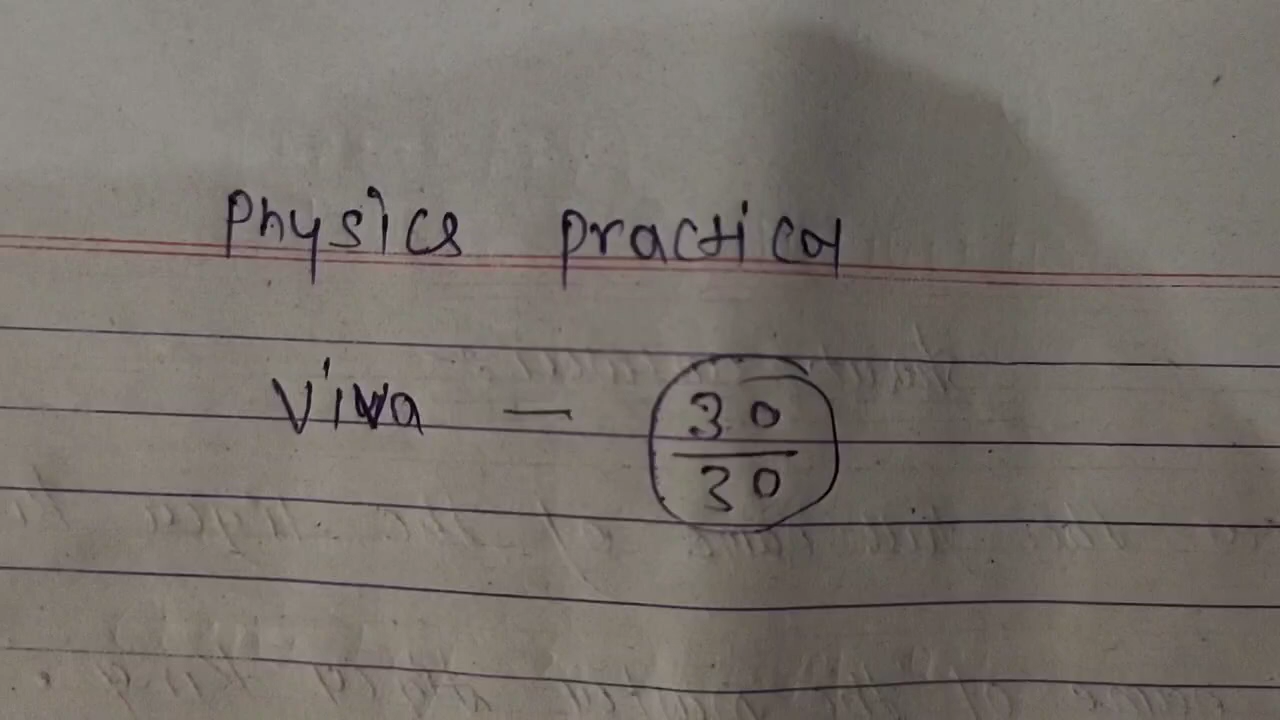 Physics practical
Viva — 30/30